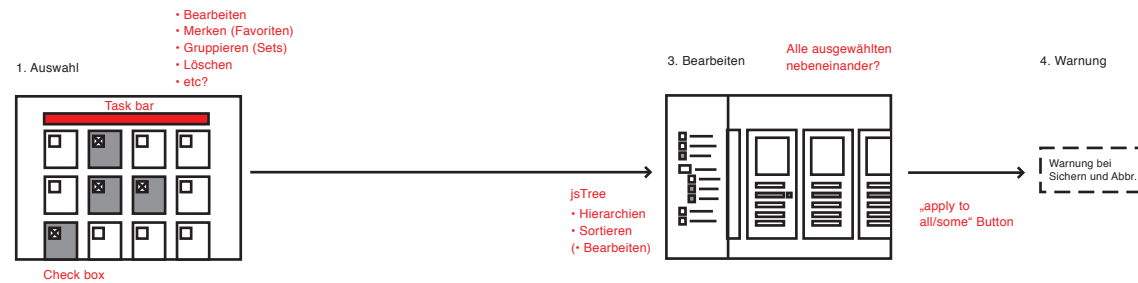 • Bearbeiten
• Merken (Favoriten)
• Gruppieren (Sets)
• Löschen
• etc?
1. Auswahl
Task bar
Check box
jsTree
• Hierarchien
• Sortieren
(• Bearbeiten)
3. Bearbeiten
Alle ausgewählten
nebeneinander?
„apply to
all/some“ Button
4. Warnung
Warnung bei
Sichern und Abbr.